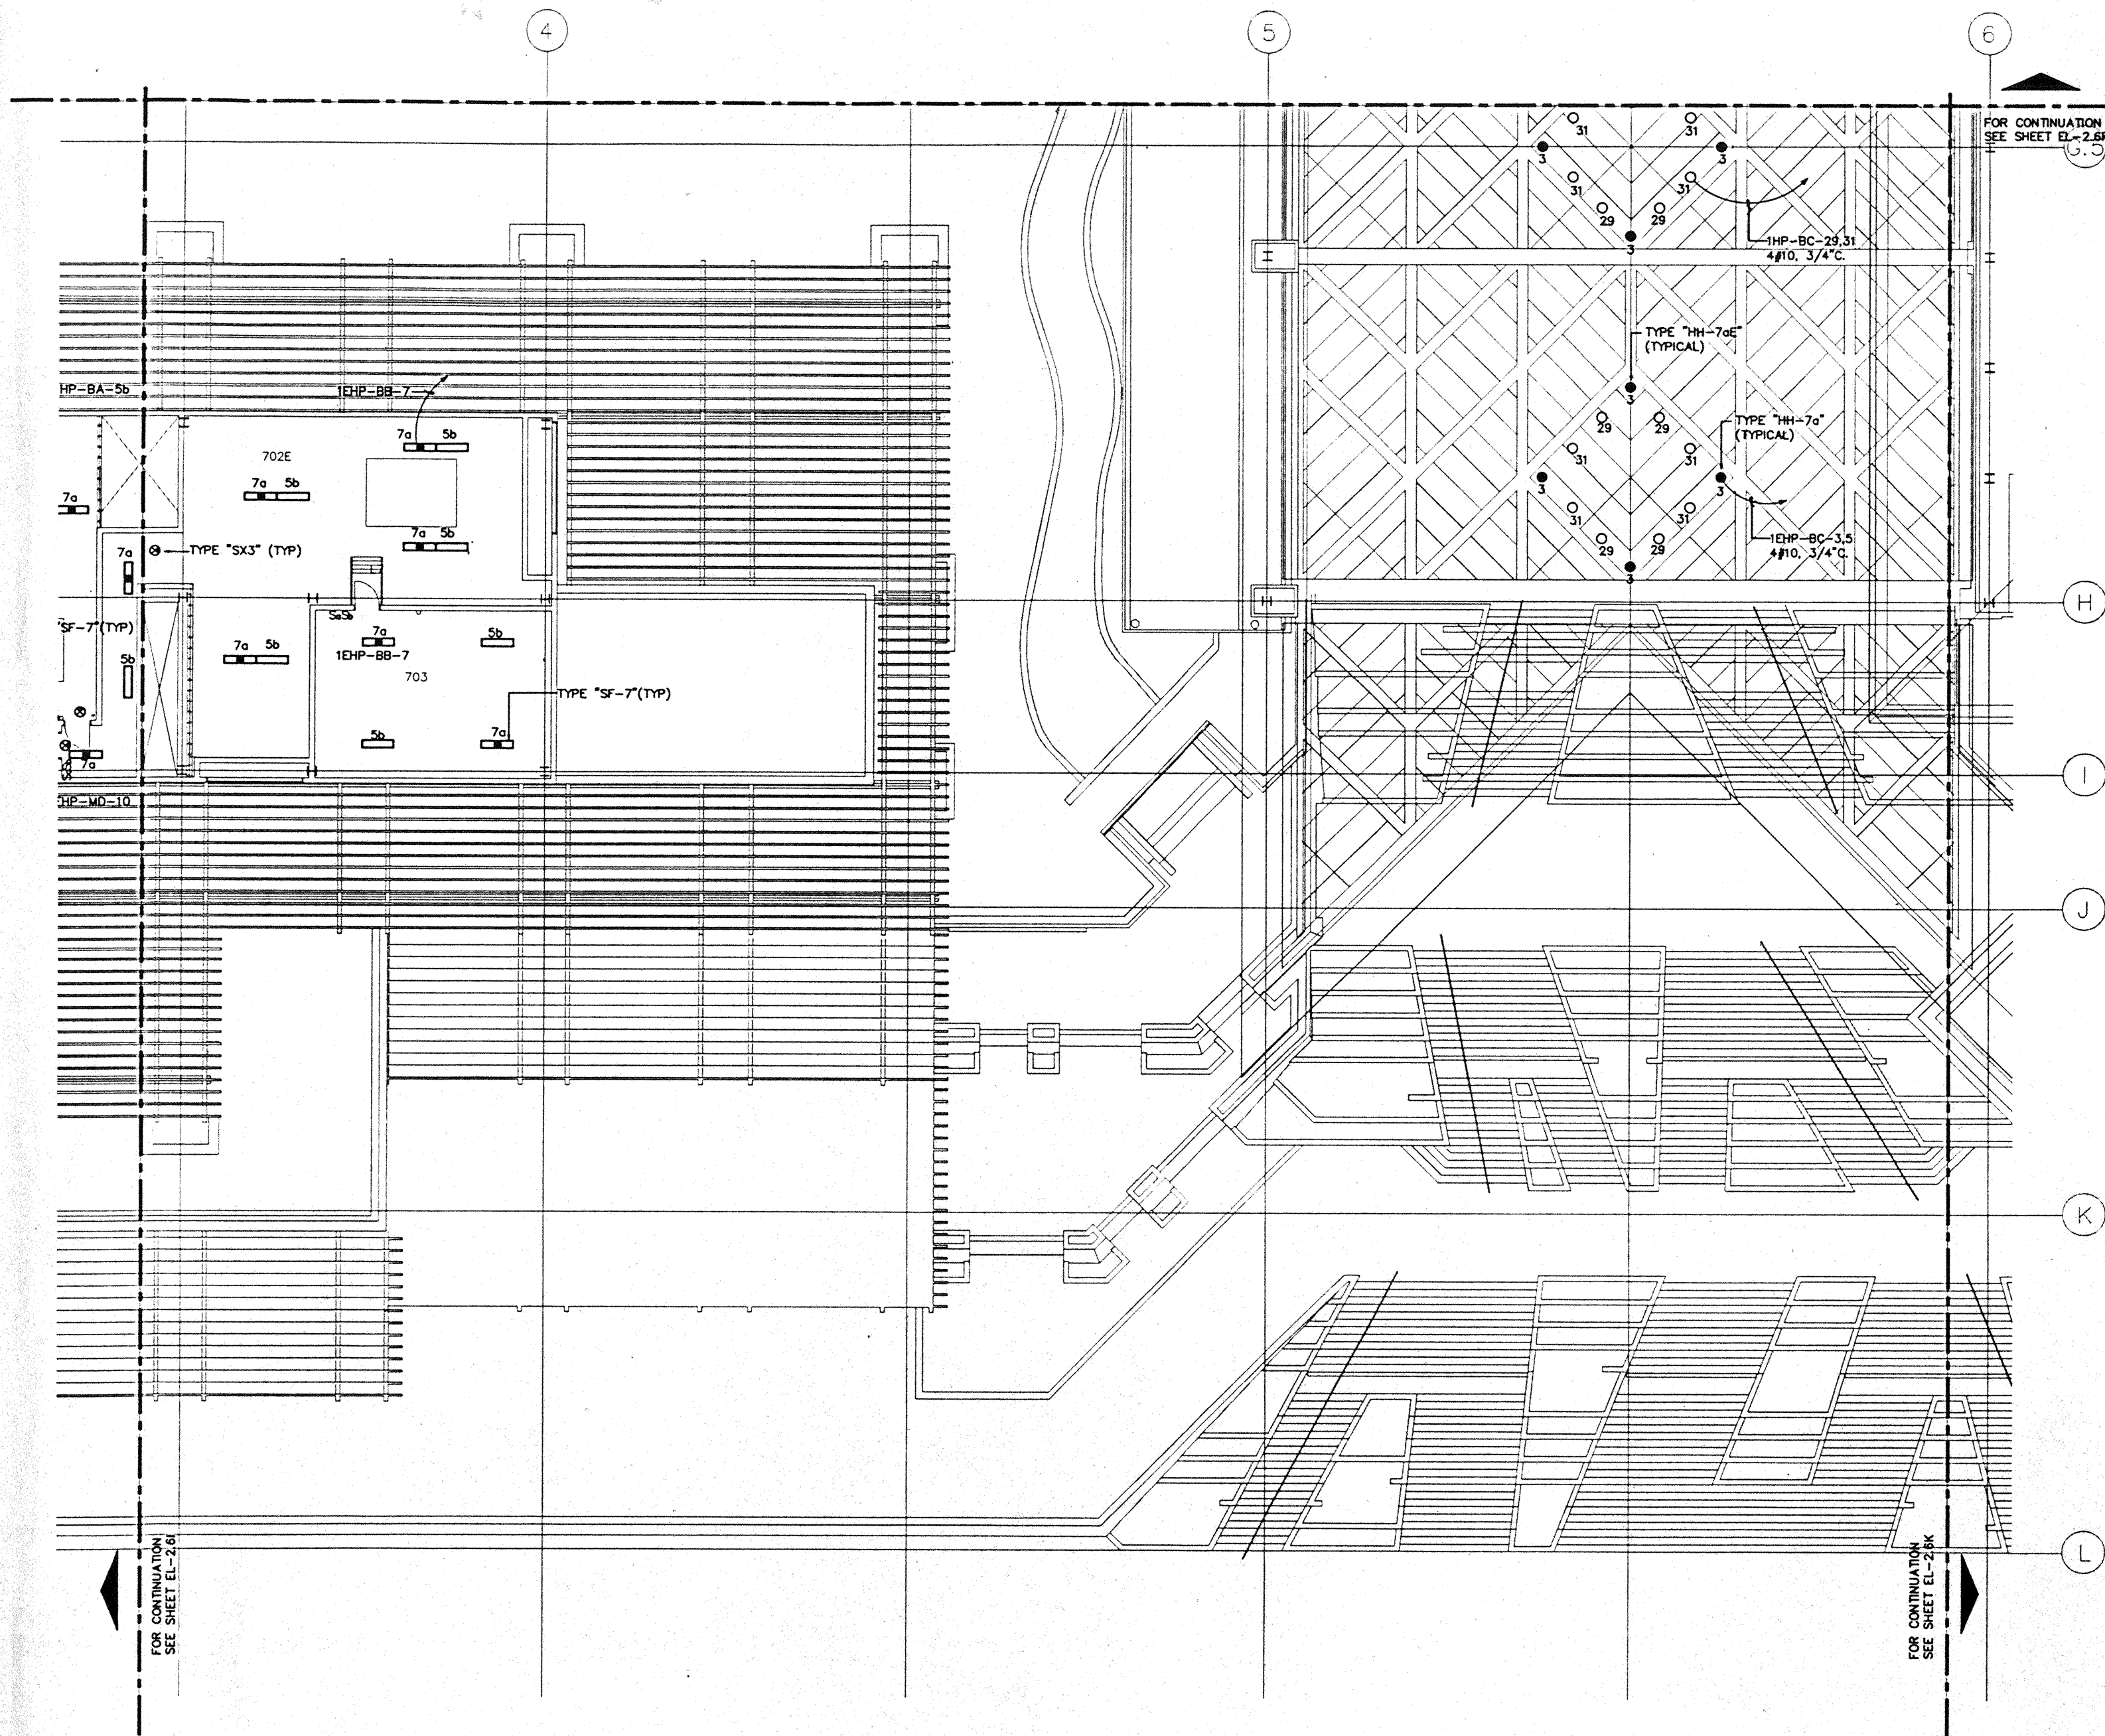 4
5
6
FOR CONTINUATION
SEE SHEET EL-2.6F
G.5
31 31
3 3
31 31
29 29
3
1HP-BC-29,31
4#10, 3/4"C.
TYPE "HH-7aE"
(TYPICAL)
3
TYPE "HH-7a"
(TYPICAL)
29 29
31 31
3 3
31 31
29 29
3
1EHP-BC-3,5
4#10, 3/4"C.
HP-BA-5b
1EHP-BB-7
7a 5b
702E
7a 5b
7a
7a 5b
7a
TYPE "SX3" (TYP)
H
SaSb
"SF-7"(TYP)
7a
5b
1EHP-BB-7
7a 5b
5b
703
TYPE "SF-7"(TYP)
5b
7a
7a
I
HP-MD-10
J
K
L
FOR CONTINUATION
SEE SHEET EL-2.6I
FOR CONTINUATION
SEE SHEET EL-2.6K